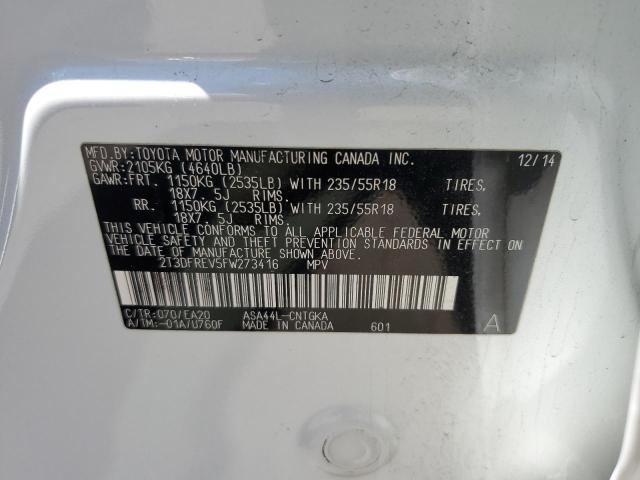 MFD.BY:TOYOTA MOTOR MANUFACTURING CANADA INC. 12/14
GVWR:2105KG (4640LB)
GAWR:FRT. 1150KG (2535LB) WITH 235/55R18 TIRES,
18X7.5J RIMS.
RR. 1150KG (2535LB) WITH 235/55R18 TIRES,
18X7.5J RIMS.
THIS VEHICLE CONFORMS TO ALL APPLICABLE FEDERAL MOTOR
VEHICLE SAFETY AND THEFT PREVENTION STANDARDS IN EFFECT
ON THE DATE OF MANUFACTURE SHOWN ABOVE.
2T3DFREV5FW273416 MPV
C/TR:070/EA20 ASA44L-CNTGKA
A/TM:-01A/U760F MADE IN CANADA 601 A